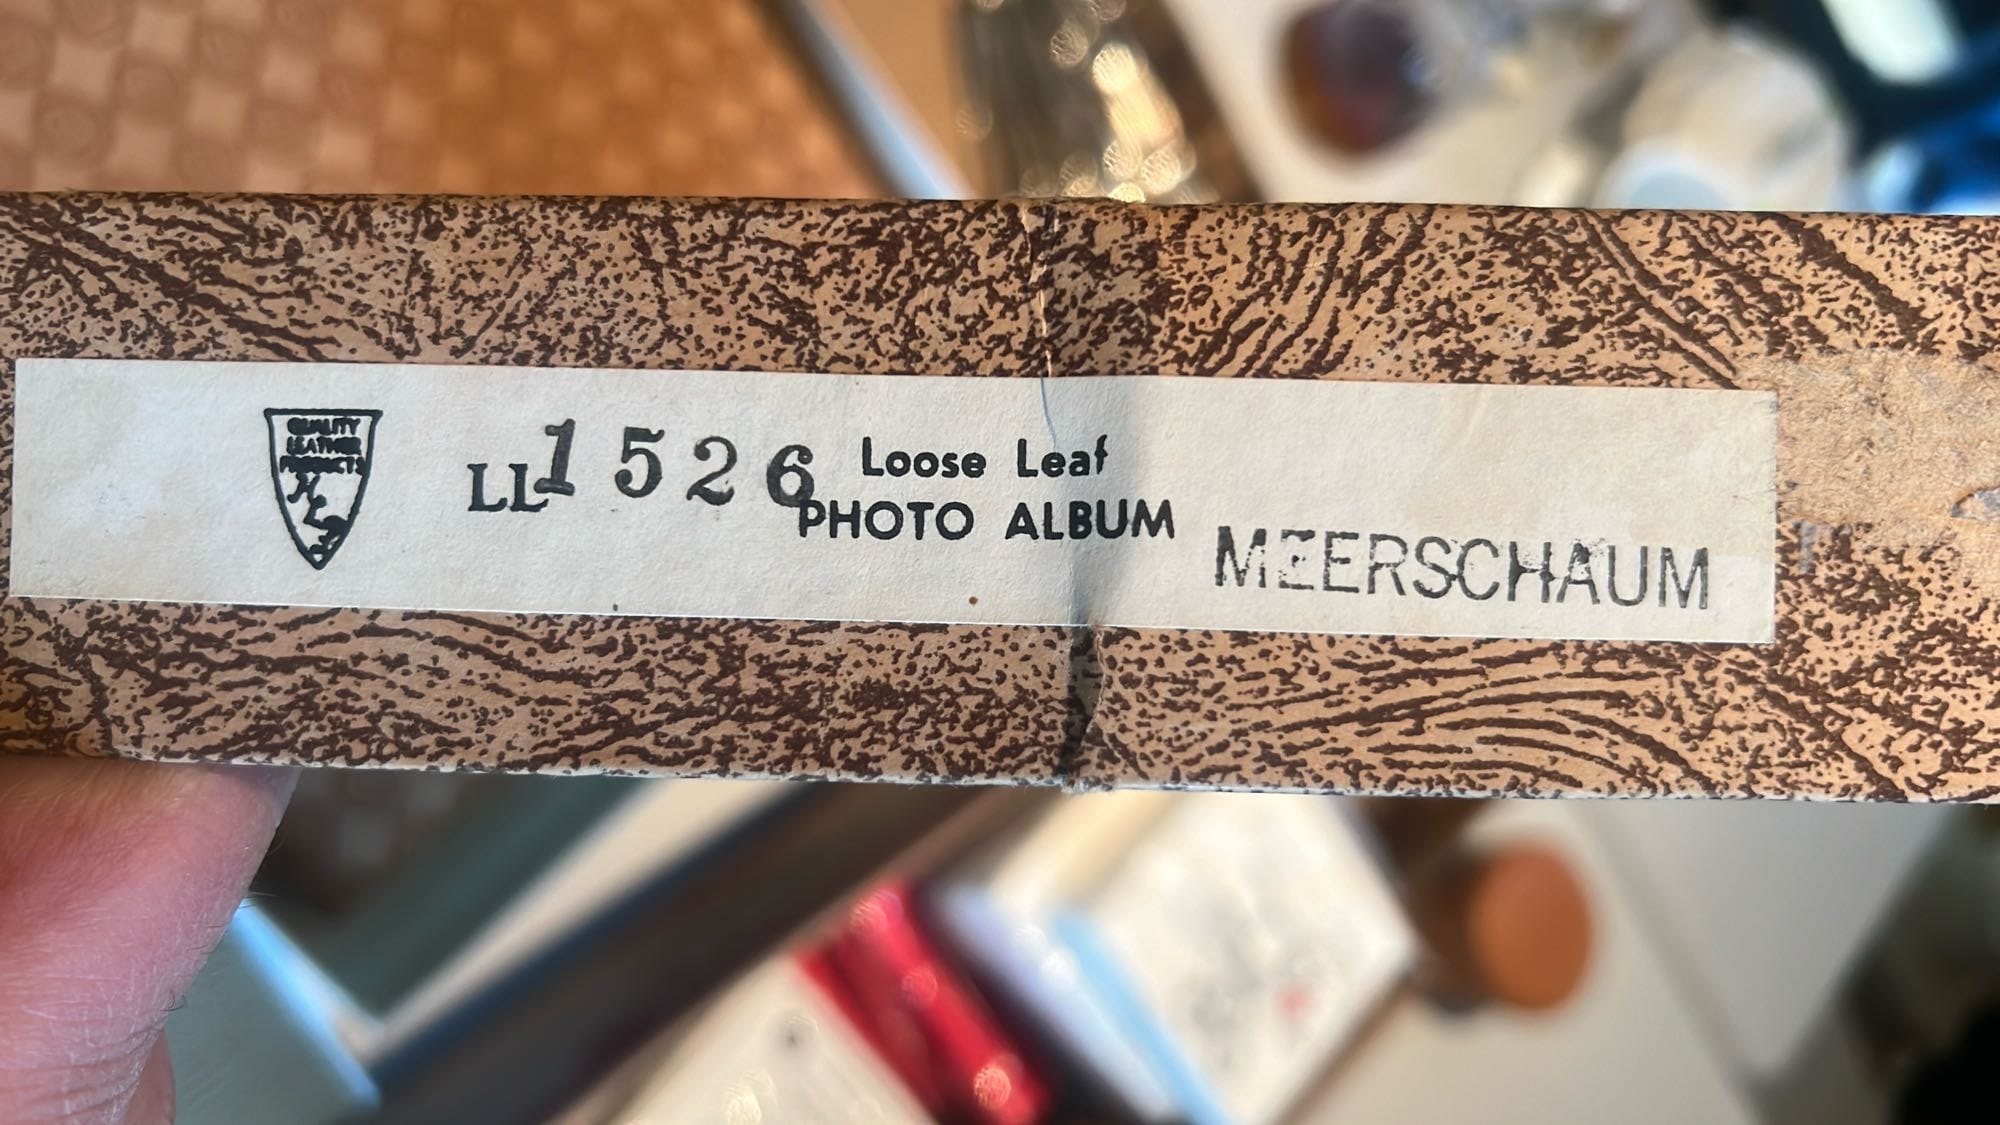 QUALITY
LEATHER
PRODUCTS
LL1526
Loose Leaf
PHOTO ALBUM
MEERSCHAUM